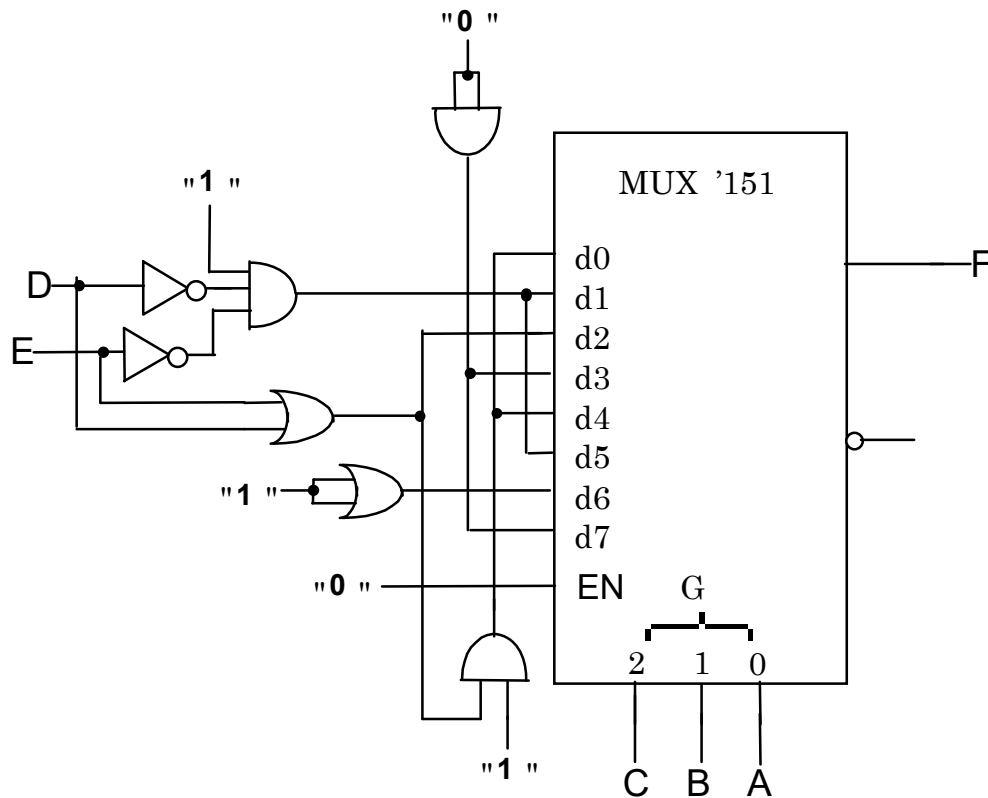 "0 "
MUX '151
"1 "
d0
D
d1
d2
E
d3
d4
d5
"1 "
d6
d7
"0 "
EN
G
2 1 0
"1 "
C B A
F